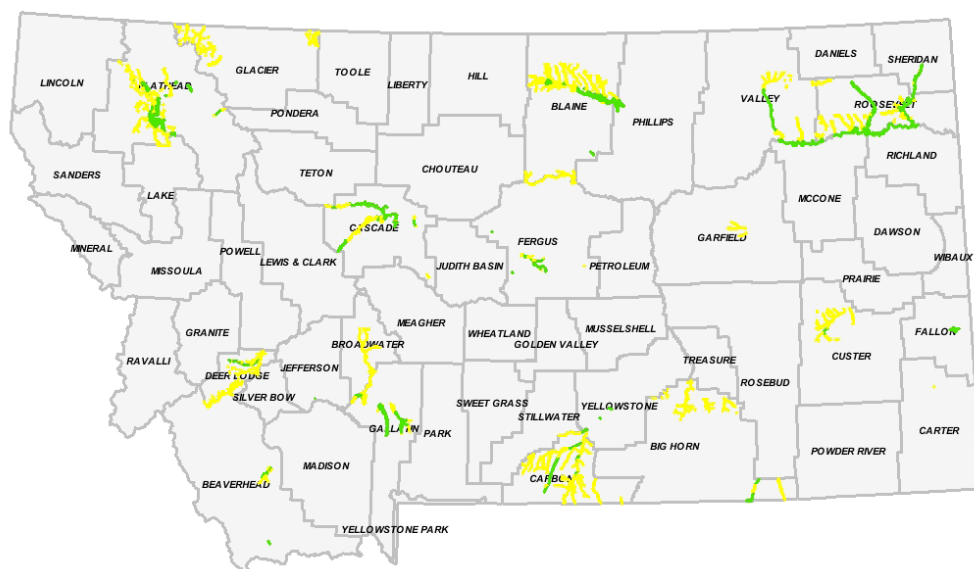 DANIELS
SHERIDAN
LINCOLN
FLATHEAD
GLACIER
TOOLE
LIBERTY
HILL
BLAINE
PHILLIPS
VALLEY
ROOSEVELT
PONDERA
RICHLAND
SANDERS
LAKE
TETON
CHOUTEAU
MCCONE
CASCADE
DAWSON
MINERAL
POWELL
FERGUS
GARFIELD
MISSOULA
LEWIS & CLARK
JUDITH BASIN
PETROLEUM
WIBAUX
PRAIRIE
MEAGHER
GRANITE
WHEATLAND
MUSSELSHELL
FALLON
RAVALLI
BROADWATER
GOLDEN VALLEY
CUSTER
JEFFERSON
TREASURE
DEER LODGE
ROSEBUD
SILVER BOW
SWEET GRASS
YELLOWSTONE
CARTER
STILLWATER
GALLATIN
PARK
BIG HORN
POWDER RIVER
MADISON
CARBON
BEAVERHEAD
YELLOWSTONE PARK